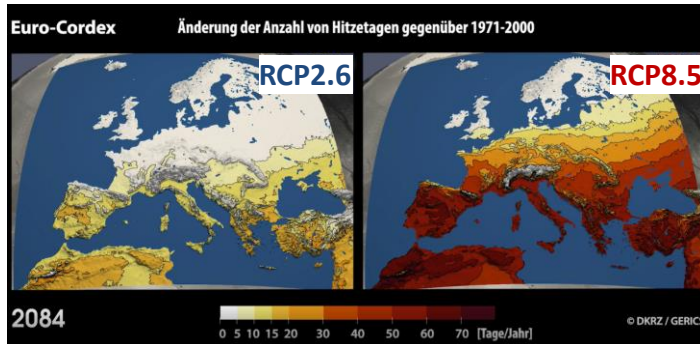 Euro-Cordex Änderung der Anzahl von Hitzetagen gegenüber 1971-2000
RCP2.6 RCP8.5
2084
0 5 10 15 20 30 40 50 60 70 [Tage/Jahr]
© DKRZ / GERICS